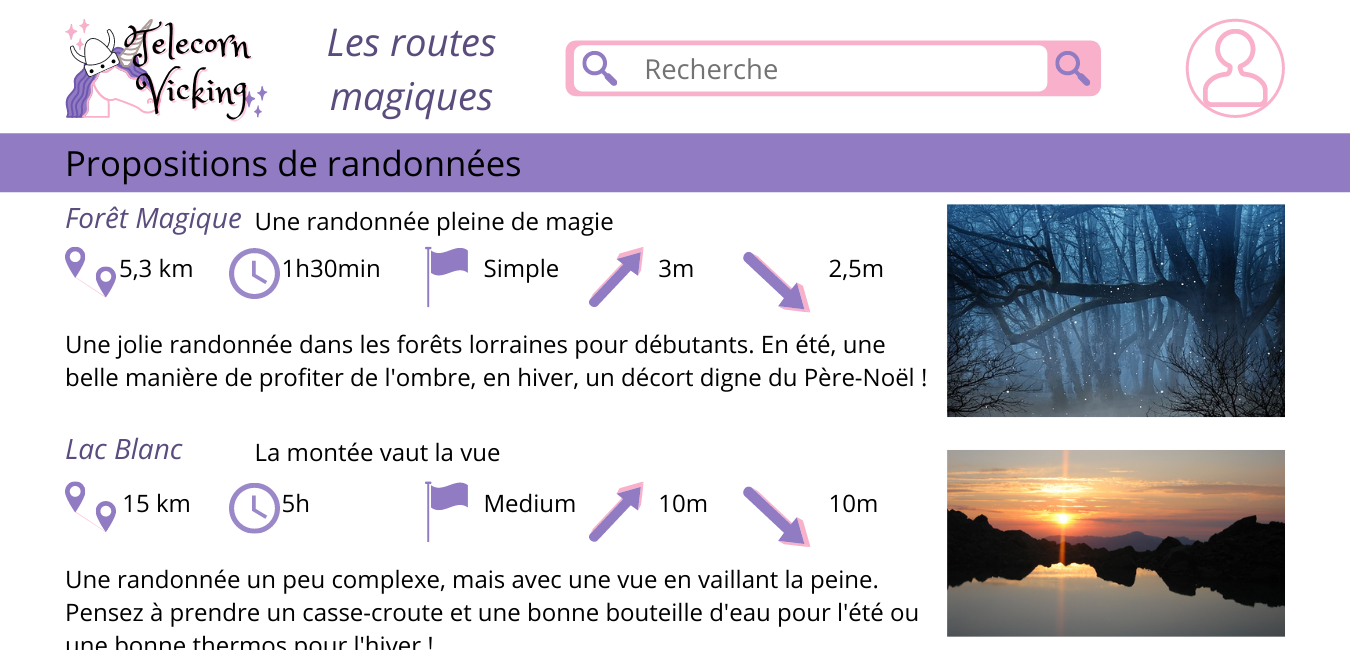 Telecorn
Vicking
Les routes
magiques
Recherche
Propositions de randonnées
Forêt Magique Une randonnée pleine de magie
5,3 km 1h30min Simple 3m 2,5m
Une jolie randonnée dans les forêts lorraines pour débutants. En été, une
belle manière de profiter de l'ombre, en hiver, un décort digne du Père-Noël !
Lac Blanc La montée vaut la vue
15 km 5h Medium 10m 10m
Une randonnée un peu complexe, mais avec une vue en vaillant la peine.
Pensez à prendre un casse-croute et une bonne bouteille d'eau pour l'été ou
une bonne thermos pour l'hiver !